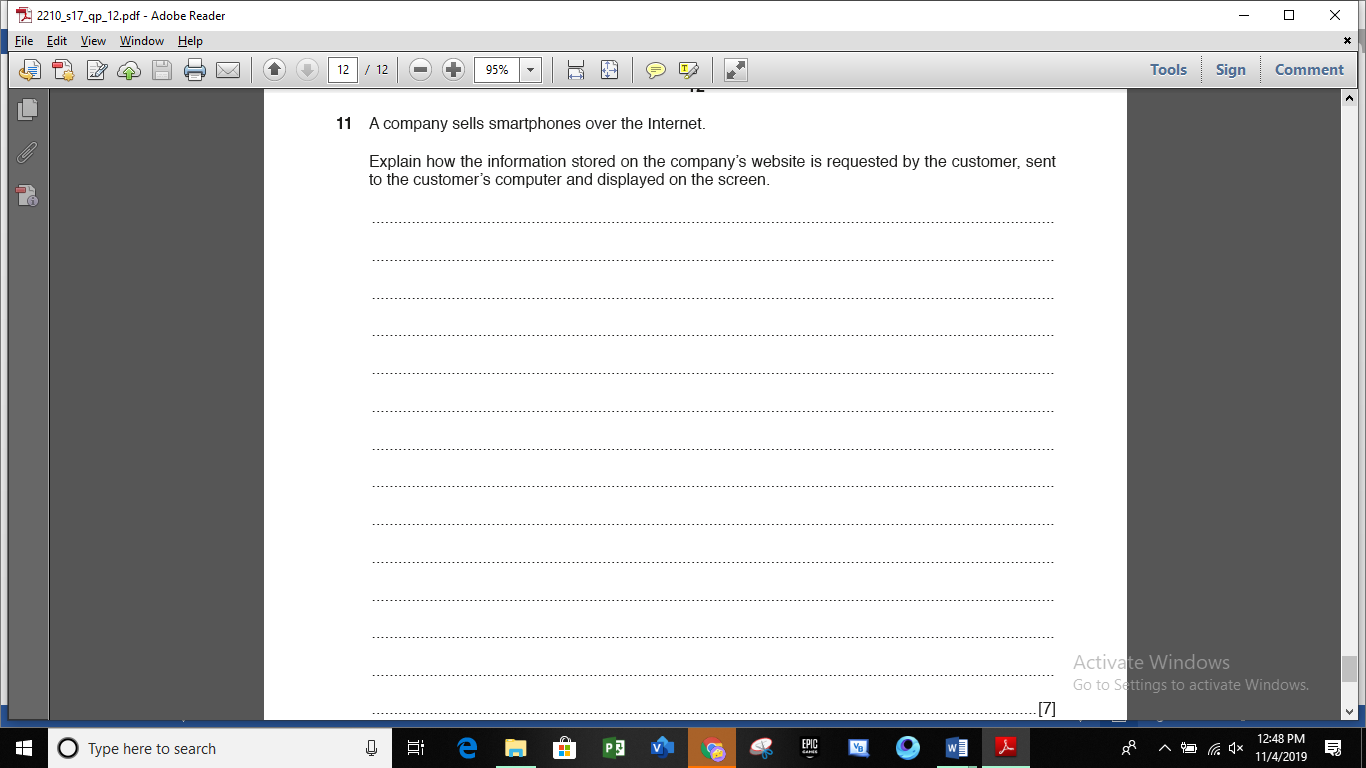 2210_s17_qp_12.pdf - Adobe Reader
File Edit View Window Help
12 / 12 95% Tools Sign Comment
12
11 A company sells smartphones over the Internet.
Explain how the information stored on the company's website is requested by the customer, sent
to the customer's computer and displayed on the screen.
[7]
Activate Windows
Go to Settings to activate Windows.
Type here to search
12:48 PM
11/4/2019